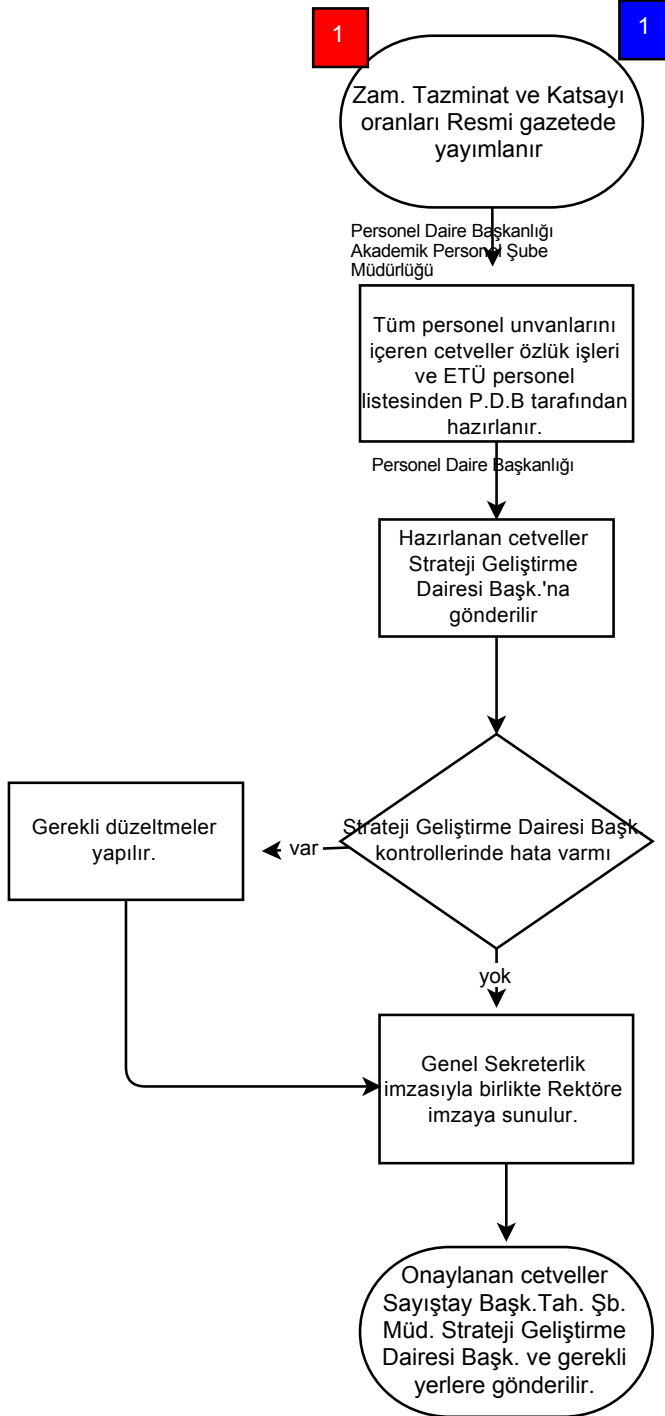 1
1
Zam. Tazminat ve Katsayı
oranları Resmi gazetede
yayımlanır
Personel Daire Başkanlığı
Akademik Personel Şube
Müdürlüğü
Tüm personel unvanlarını
içeren cetveller özlük işleri
ve ETÜ personel
listesinden P.D.B tarafından
hazırlanır.
Personel Daire Başkanlığı
Hazırlanan cetveller
Strateji Geliştirme
Dairesi Başk.'na
gönderilir
Strateji Geliştirme Dairesi Başk
kontrollerinde hata varmı
var
Gerekli düzeltmeler
yapılır.
yok
Genel Sekreterlik
imzasıyla birlikte Rektöre
imzaya sunulur.
Onaylanan cetveller
Sayıştay Başk.Tah. Şb.
Müd. Strateji Geliştirme
Dairesi Başk. ve gerekli
yerlere gönderilir.